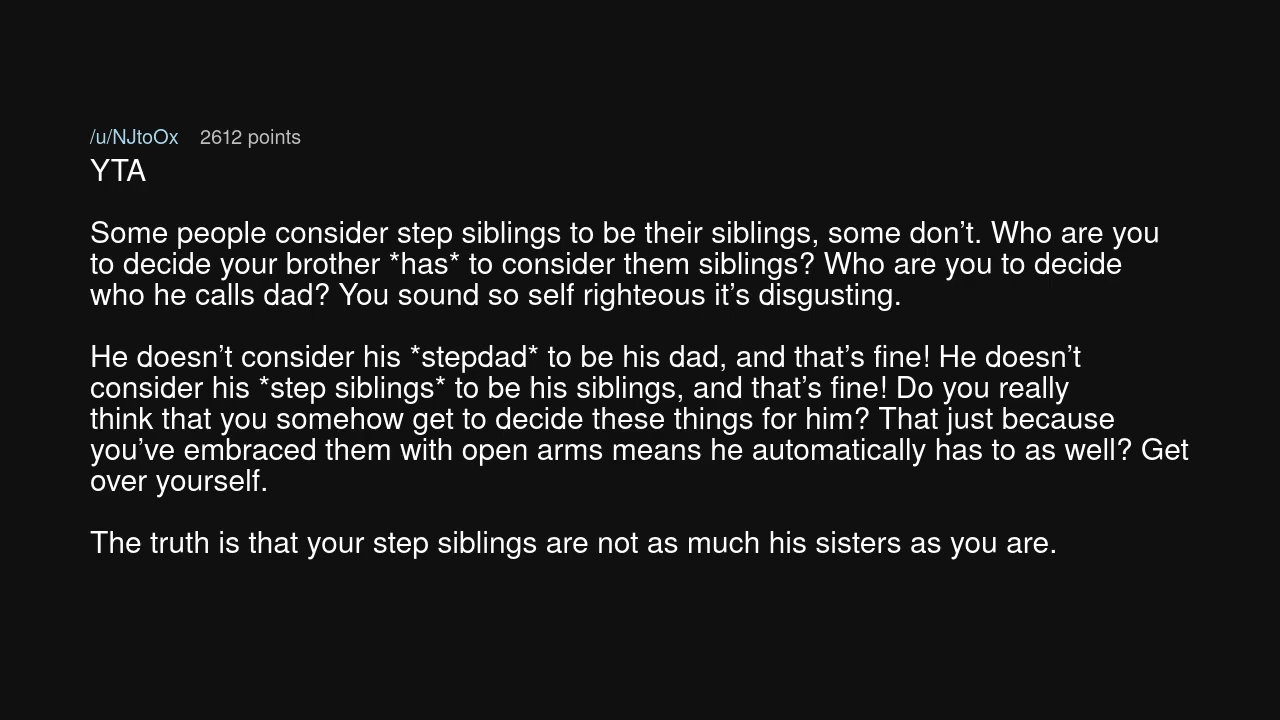 /u/NJtoOx 2612 points
YTA
Some people consider step siblings to be their siblings, some don’t. Who are you
to decide your brother *has* to consider them siblings? Who are you to decide
who he calls dad? You sound so self righteous it’s disgusting.
He doesn’t consider his *stepdad* to be his dad, and that’s fine! He doesn’t
consider his *step siblings* to be his siblings, and that’s fine! Do you really
think that you somehow get to decide these things for him? That just because
you’ve embraced them with open arms means he automatically has to as well? Get
over yourself.
The truth is that your step siblings are not as much his sisters as you are.